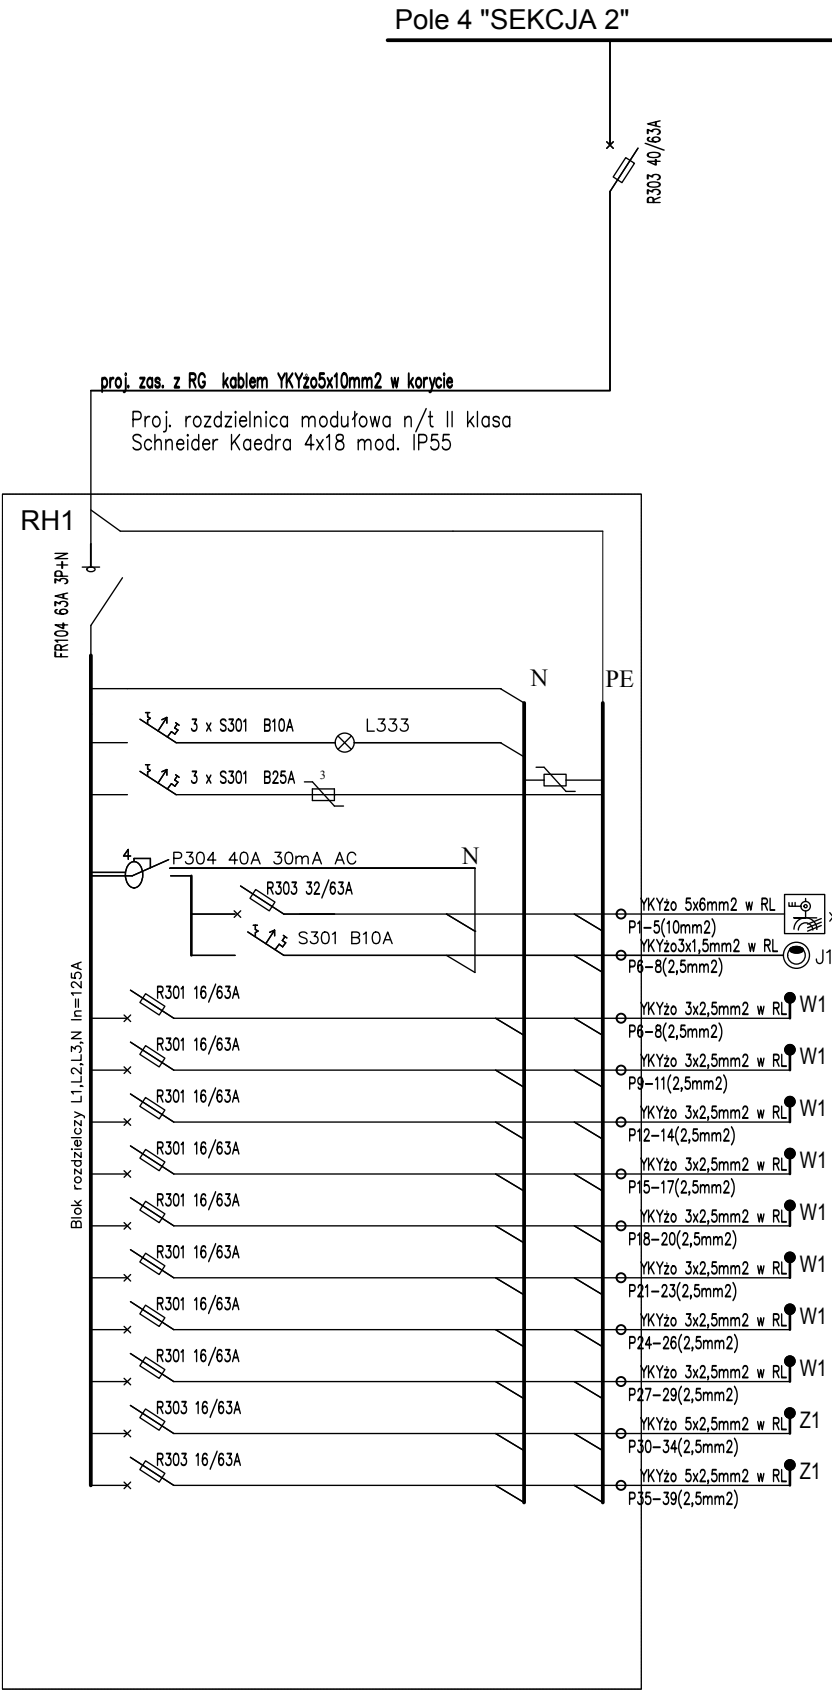 Pole 4 "SEKCJA 2"
R303 40/63A
proj. zas. z RG kablem YKYżo5x10mm2 w korycie
Proj. rozdzielnica modułowa n/t II klasa
Schneider Kaedra 4x18 mod. IP55
RH1
FR104 63A 3P+N
N
PE
3 x S301 B10A
L333
3 x S301 B25A
3
4
P304 40A 30mA AC
N
R303 32/63A
YKYżo 5x6mm2 w RL
P1-5(10mm2)
S301 B10A
YKYżo3x1,5mm2 w RL
J1
P6-8(2,5mm2)
Blok rozdzielczy L1,L2,L3,N In=125A
R301 16/63A
YKYżo 3x2,5mm2 w RL
W1
P6-8(2,5mm2)
R301 16/63A
YKYżo 3x2,5mm2 w RL
W1
P9-11(2,5mm2)
R301 16/63A
YKYżo 3x2,5mm2 w RL
W1
P12-14(2,5mm2)
R301 16/63A
YKYżo 3x2,5mm2 w RL
W1
P15-17(2,5mm2)
R301 16/63A
YKYżo 3x2,5mm2 w RL
W1
P18-20(2,5mm2)
R301 16/63A
YKYżo 3x2,5mm2 w RL
W1
P21-23(2,5mm2)
R301 16/63A
YKYżo 3x2,5mm2 w RL
W1
P24-26(2,5mm2)
R301 16/63A
YKYżo 3x2,5mm2 w RL
W1
P27-29(2,5mm2)
R303 16/63A
YKYżo 5x2,5mm2 w RL
Z1
P30-34(2,5mm2)
R303 16/63A
YKYżo 5x2,5mm2 w RL
Z1
P35-39(2,5mm2)